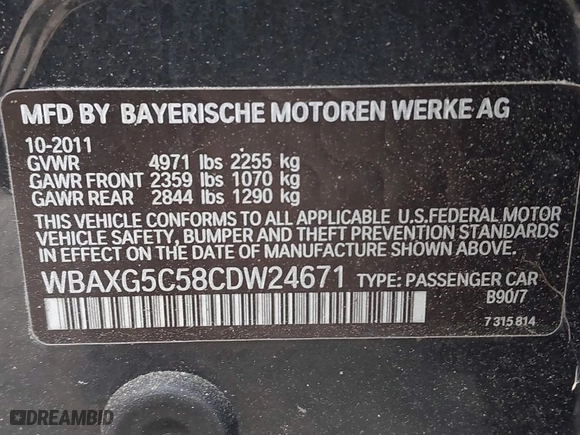 MFD BY BAYERISCHE MOTOREN WERKE AG
10-2011
GVWR 4971 lbs 2255 kg
GAWR FRONT 2359 lbs 1070 kg
GAWR REAR 2844 lbs 1290 kg
THIS VEHICLE CONFORMS TO ALL APPLICABLE U.S.FEDERAL MOTOR
VEHICLE SAFETY, BUMPER AND THEFT PREVENTION STANDARDS
IN EFFECT ON THE DATE OF MANUFACTURE SHOWN ABOVE.
WBAXG5C58CDW24671 TYPE: PASSENGER CAR
B90/7
7 315 814
DREAMBID